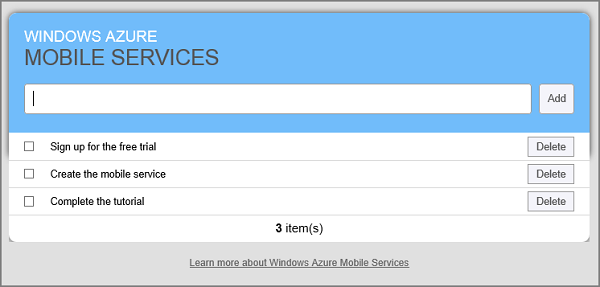 WINDOWS AZURE
MOBILE SERVICES
Add
Sign up for the free trial Delete
Create the mobile service Delete
Complete the tutorial Delete
3 item(s)
Learn more about Windows Azure Mobile Services